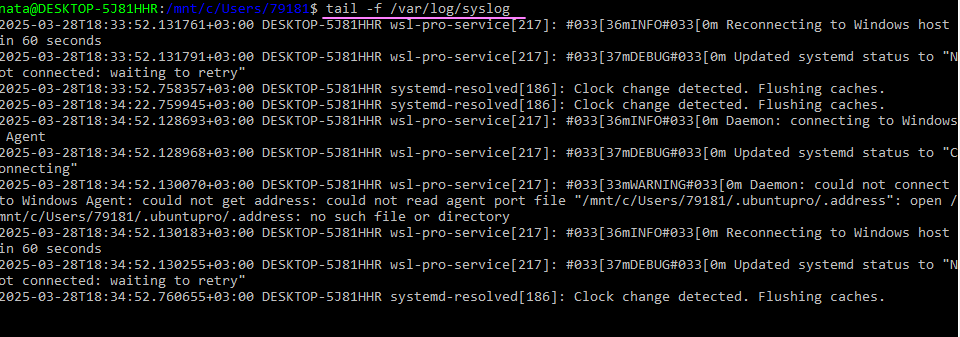 nata@DESKTOP-5J81HHR:/mnt/c/Users/79181$ tail -f /var/log/syslog
2025-03-28T18:33:52.131761+03:00 DESKTOP-5J81HHR wsl-pro-service[217]: #033[36mINFO#033[0m Reconnecting to Windows host
in 60 seconds
2025-03-28T18:33:52.131791+03:00 DESKTOP-5J81HHR wsl-pro-service[217]: #033[37mDEBUG#033[0m Updated systemd status to "N
ot connected: waiting to retry"
2025-03-28T18:33:52.758357+03:00 DESKTOP-5J81HHR systemd-resolved[186]: Clock change detected. Flushing caches.
2025-03-28T18:34:22.759945+03:00 DESKTOP-5J81HHR systemd-resolved[186]: Clock change detected. Flushing caches.
2025-03-28T18:34:52.128693+03:00 DESKTOP-5J81HHR wsl-pro-service[217]: #033[36mINFO#033[0m Daemon: connecting to Windows
Agent
2025-03-28T18:34:52.128968+03:00 DESKTOP-5J81HHR wsl-pro-service[217]: #033[37mDEBUG#033[0m Updated systemd status to "C
onnecting"
2025-03-28T18:34:52.130070+03:00 DESKTOP-5J81HHR wsl-pro-service[217]: #033[33mWARNING#033[0m Daemon: could not connect
to Windows Agent: could not get address: could not read agent port file "/mnt/c/Users/79181/.ubuntupro/.address": open /
mnt/c/Users/79181/.ubuntupro/.address: no such file or directory
2025-03-28T18:34:52.130183+03:00 DESKTOP-5J81HHR wsl-pro-service[217]: #033[36mINFO#033[0m Reconnecting to Windows host
in 60 seconds
2025-03-28T18:34:52.130255+03:00 DESKTOP-5J81HHR wsl-pro-service[217]: #033[37mDEBUG#033[0m Updated systemd status to "N
ot connected: waiting to retry"
2025-03-28T18:34:52.760655+03:00 DESKTOP-5J81HHR systemd-resolved[186]: Clock change detected. Flushing caches.